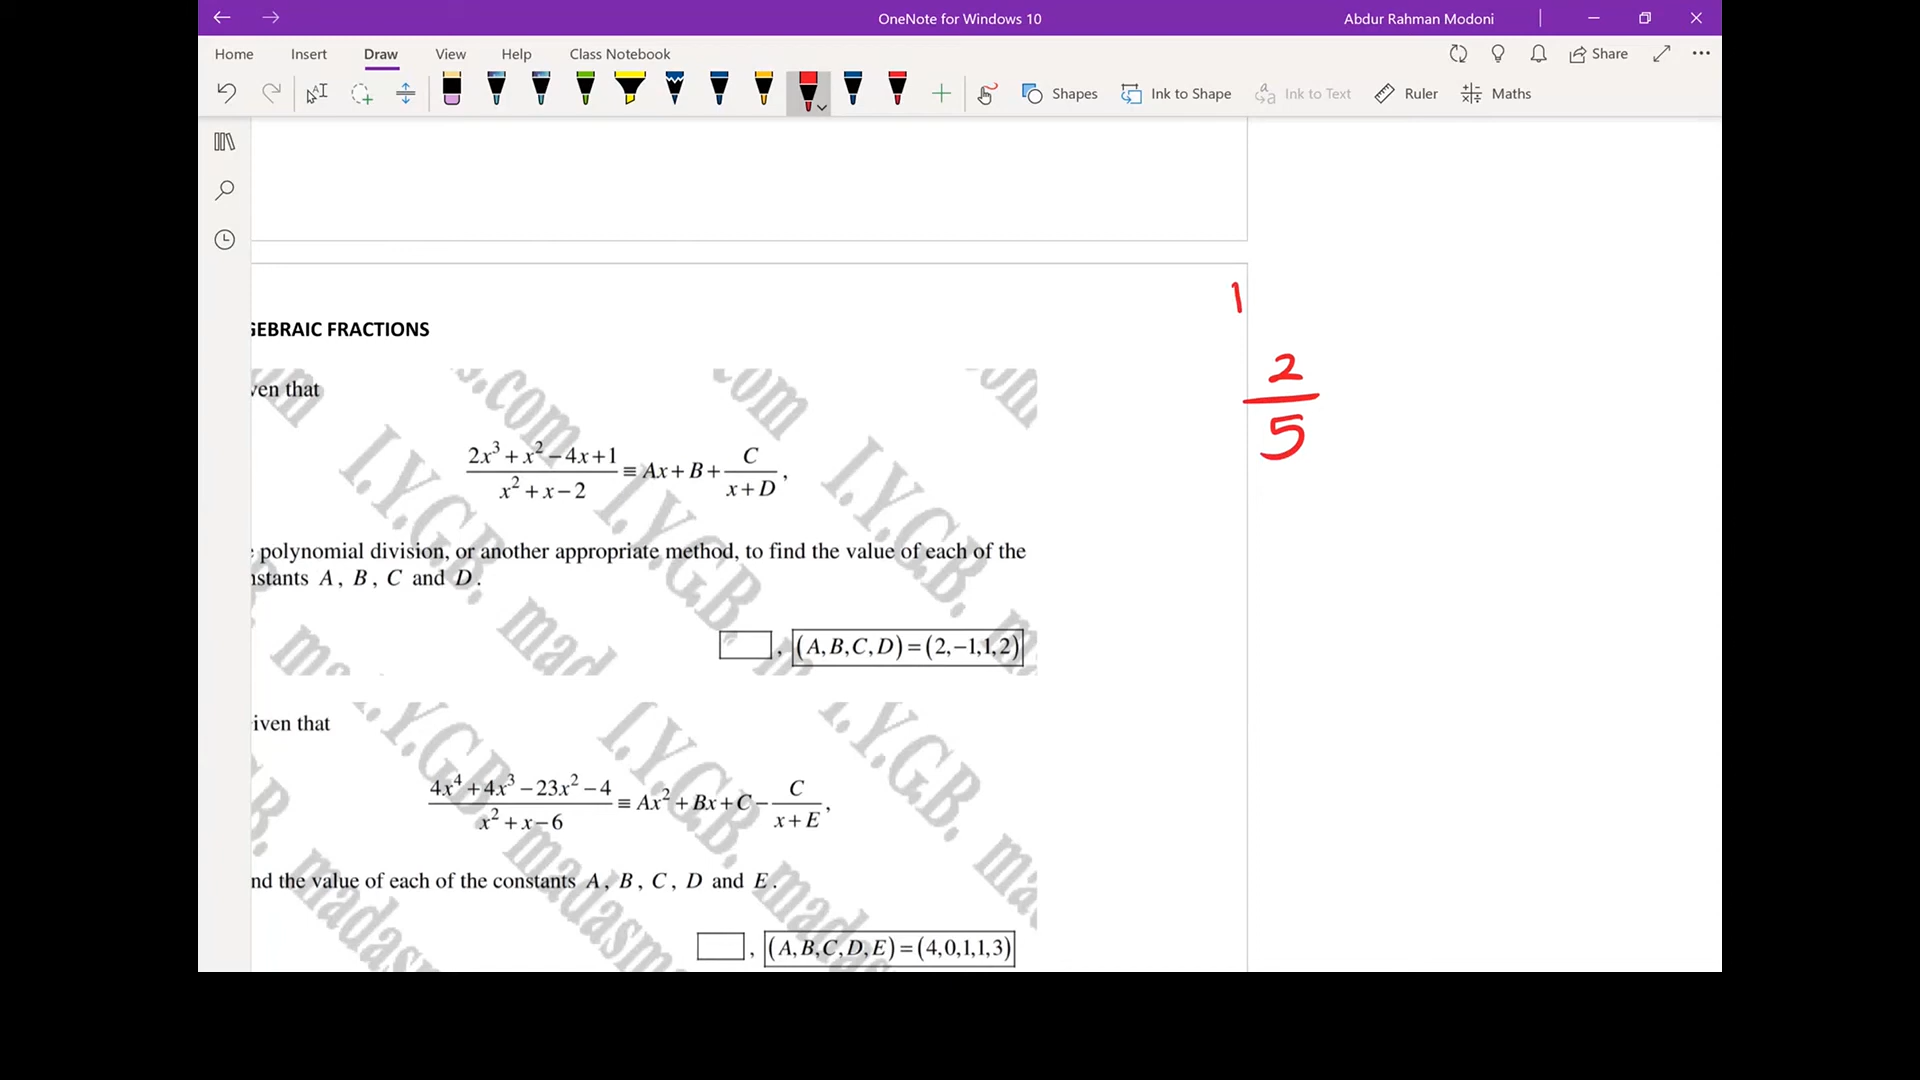 OneNote for Windows 10
Abdur Rahman Modoni
Home Insert Draw View Help Class Notebook
Share
Shapes Ink to Shape Ink to Text Ruler Maths
1
2/5
GEBRAIC FRACTIONS
ven that
(2x³ + x² − 4x + 1)/(x² + x − 2) ≡ Ax + B + C/(x + D),
polynomial division, or another appropriate method, to find the value of each of the
nstants A, B, C and D.
, (A,B,C,D) = (2,−1,1,2)
iven that
(4x⁴ + 4x³ − 23x² − 4)/(x² + x − 6) ≡ Ax² + Bx + C − C/(x + E),
nd the value of each of the constants A, B, C, D and E.
, (A,B,C,D,E) = (4,0,1,1,3)